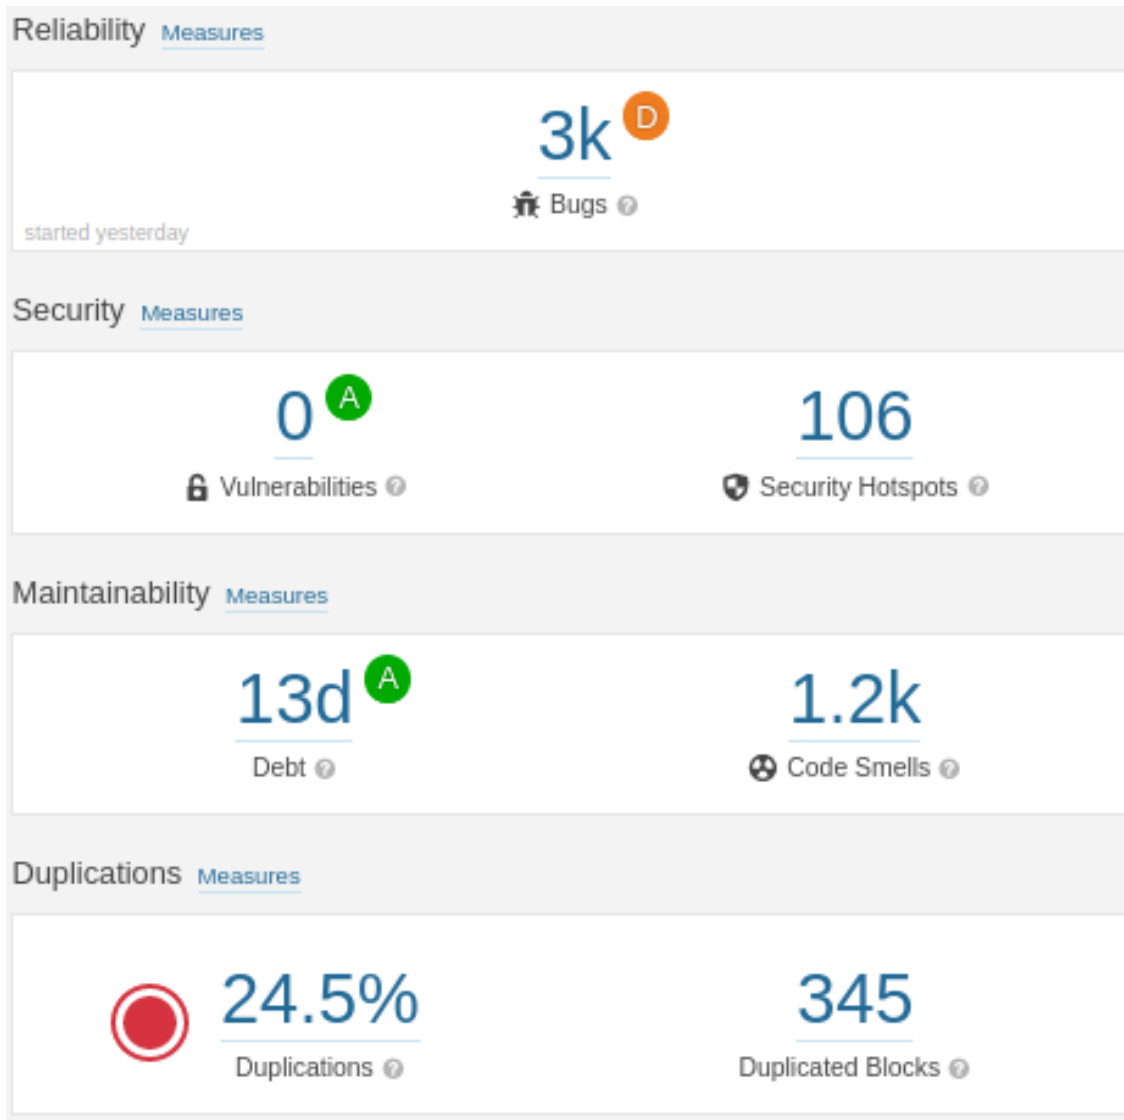 Reliability Measures
3k D
Bugs ?
started yesterday
Security Measures
0 A 106
Vulnerabilities ? Security Hotspots ?
Maintainability Measures
13d A 1.2k
Debt ? Code Smells ?
Duplications Measures
24.5% 345
Duplications ? Duplicated Blocks ?